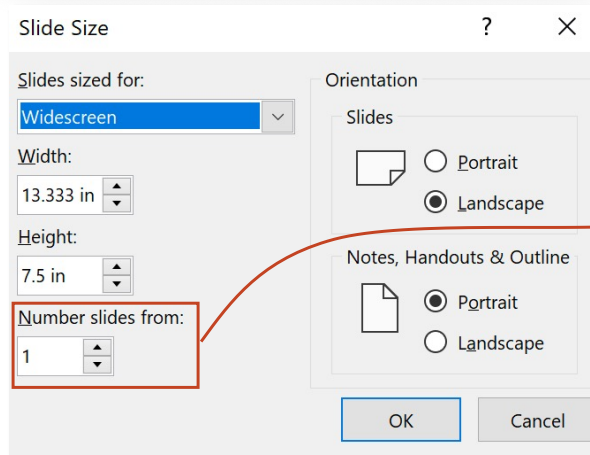 Slide Size
?
Slides sized for:
Widescreen
Width:
13.333 in
Height:
7.5 in
Number slides from:
1
Orientation
Slides
Portrait
Landscape
Notes, Handouts & Outline
Portrait
Landscape
OK
Cancel